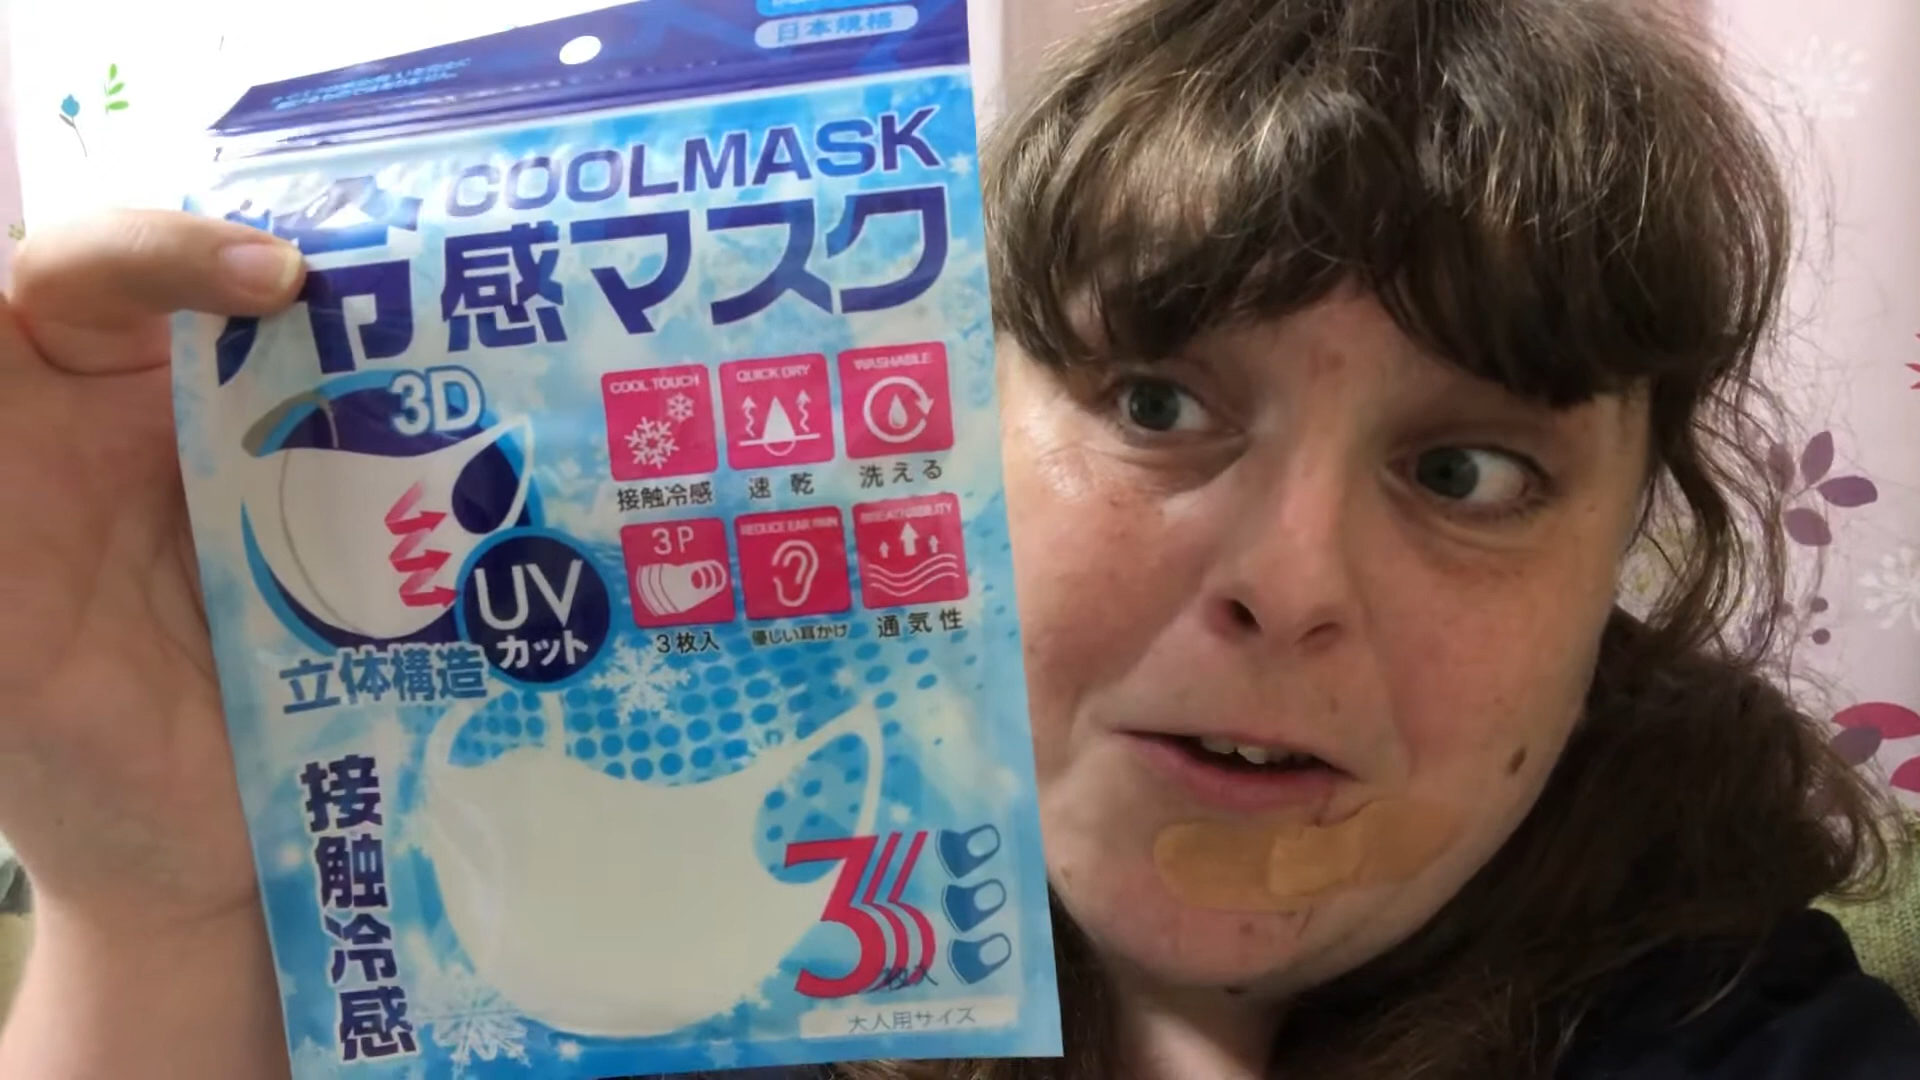 日本規格
COOLMASK
冷感マスク
3D
COOL TOUCH
QUICK DRY
WASHABLE
接触冷感
速乾
洗える
3P
REDUCE EAR PAIN
BREATHABILITY
3枚入
優しい耳かけ
通気性
UV
カット
立体構造
接触冷感
3枚入
大人用サイズ